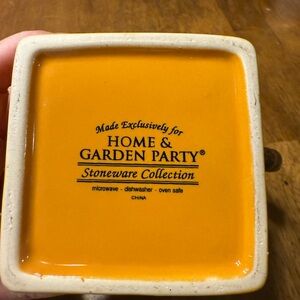 Made Exclusively for
HOME &
GARDEN PARTY®
Stoneware Collection
microwave - dishwasher - oven safe
CHINA